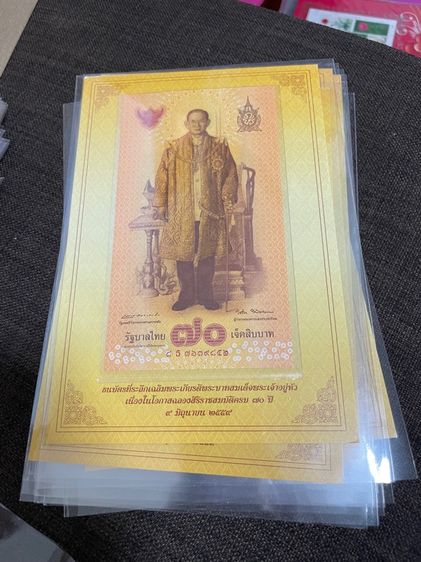 รัฐบาลไทย ๗๐ เจ็ดสิบบาท
ธนบัตรที่ระลึกเฉลิมพระเกียรติพระบาทสมเด็จพระเจ้าอยู่หัว
เนื่องในโอกาสฉลองสิริราชสมบัติครบ ๗๐ ปี
๙ มิถุนายน ๒๕๕๙